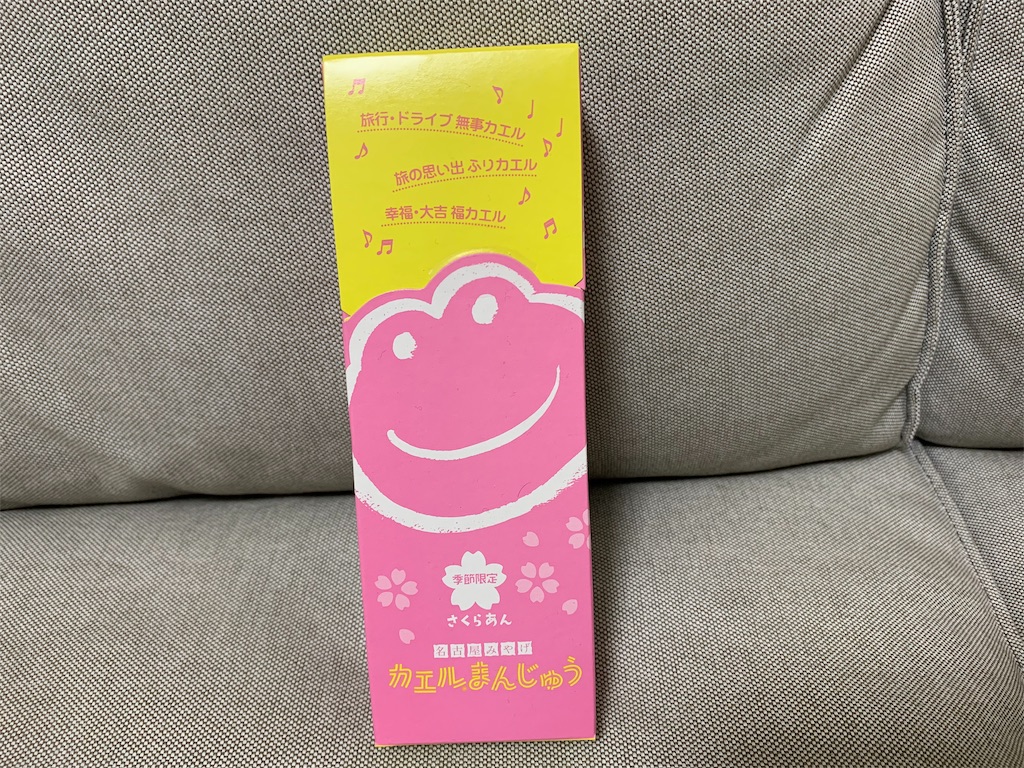 旅行・ドライブ 無事カエル
旅の思い出 ふりカエル
幸福・大吉 福カエル
季節限定
さくらあん
名古屋みやげ
カエルまんじゅう